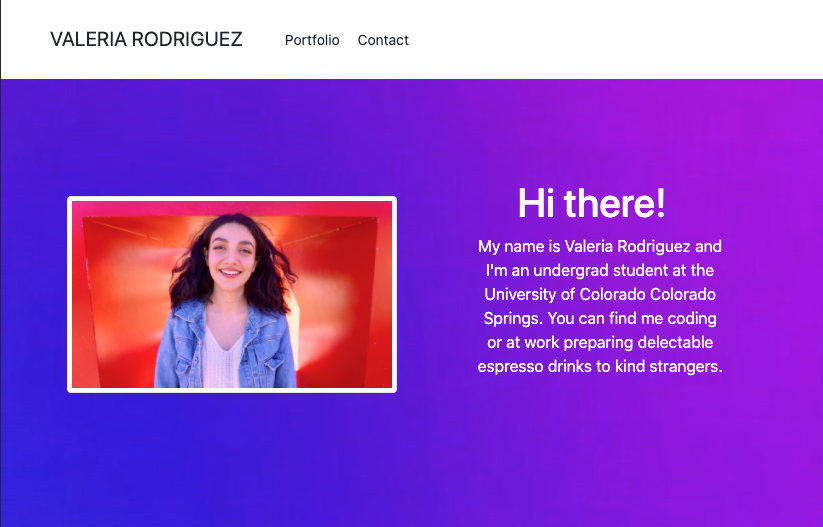 VALERIA RODRIGUEZ Portfolio Contact
Hi there!
My name is Valeria Rodriguez and
I'm an undergrad student at the
University of Colorado Colorado
Springs. You can find me coding
or at work preparing delectable
espresso drinks to kind strangers.